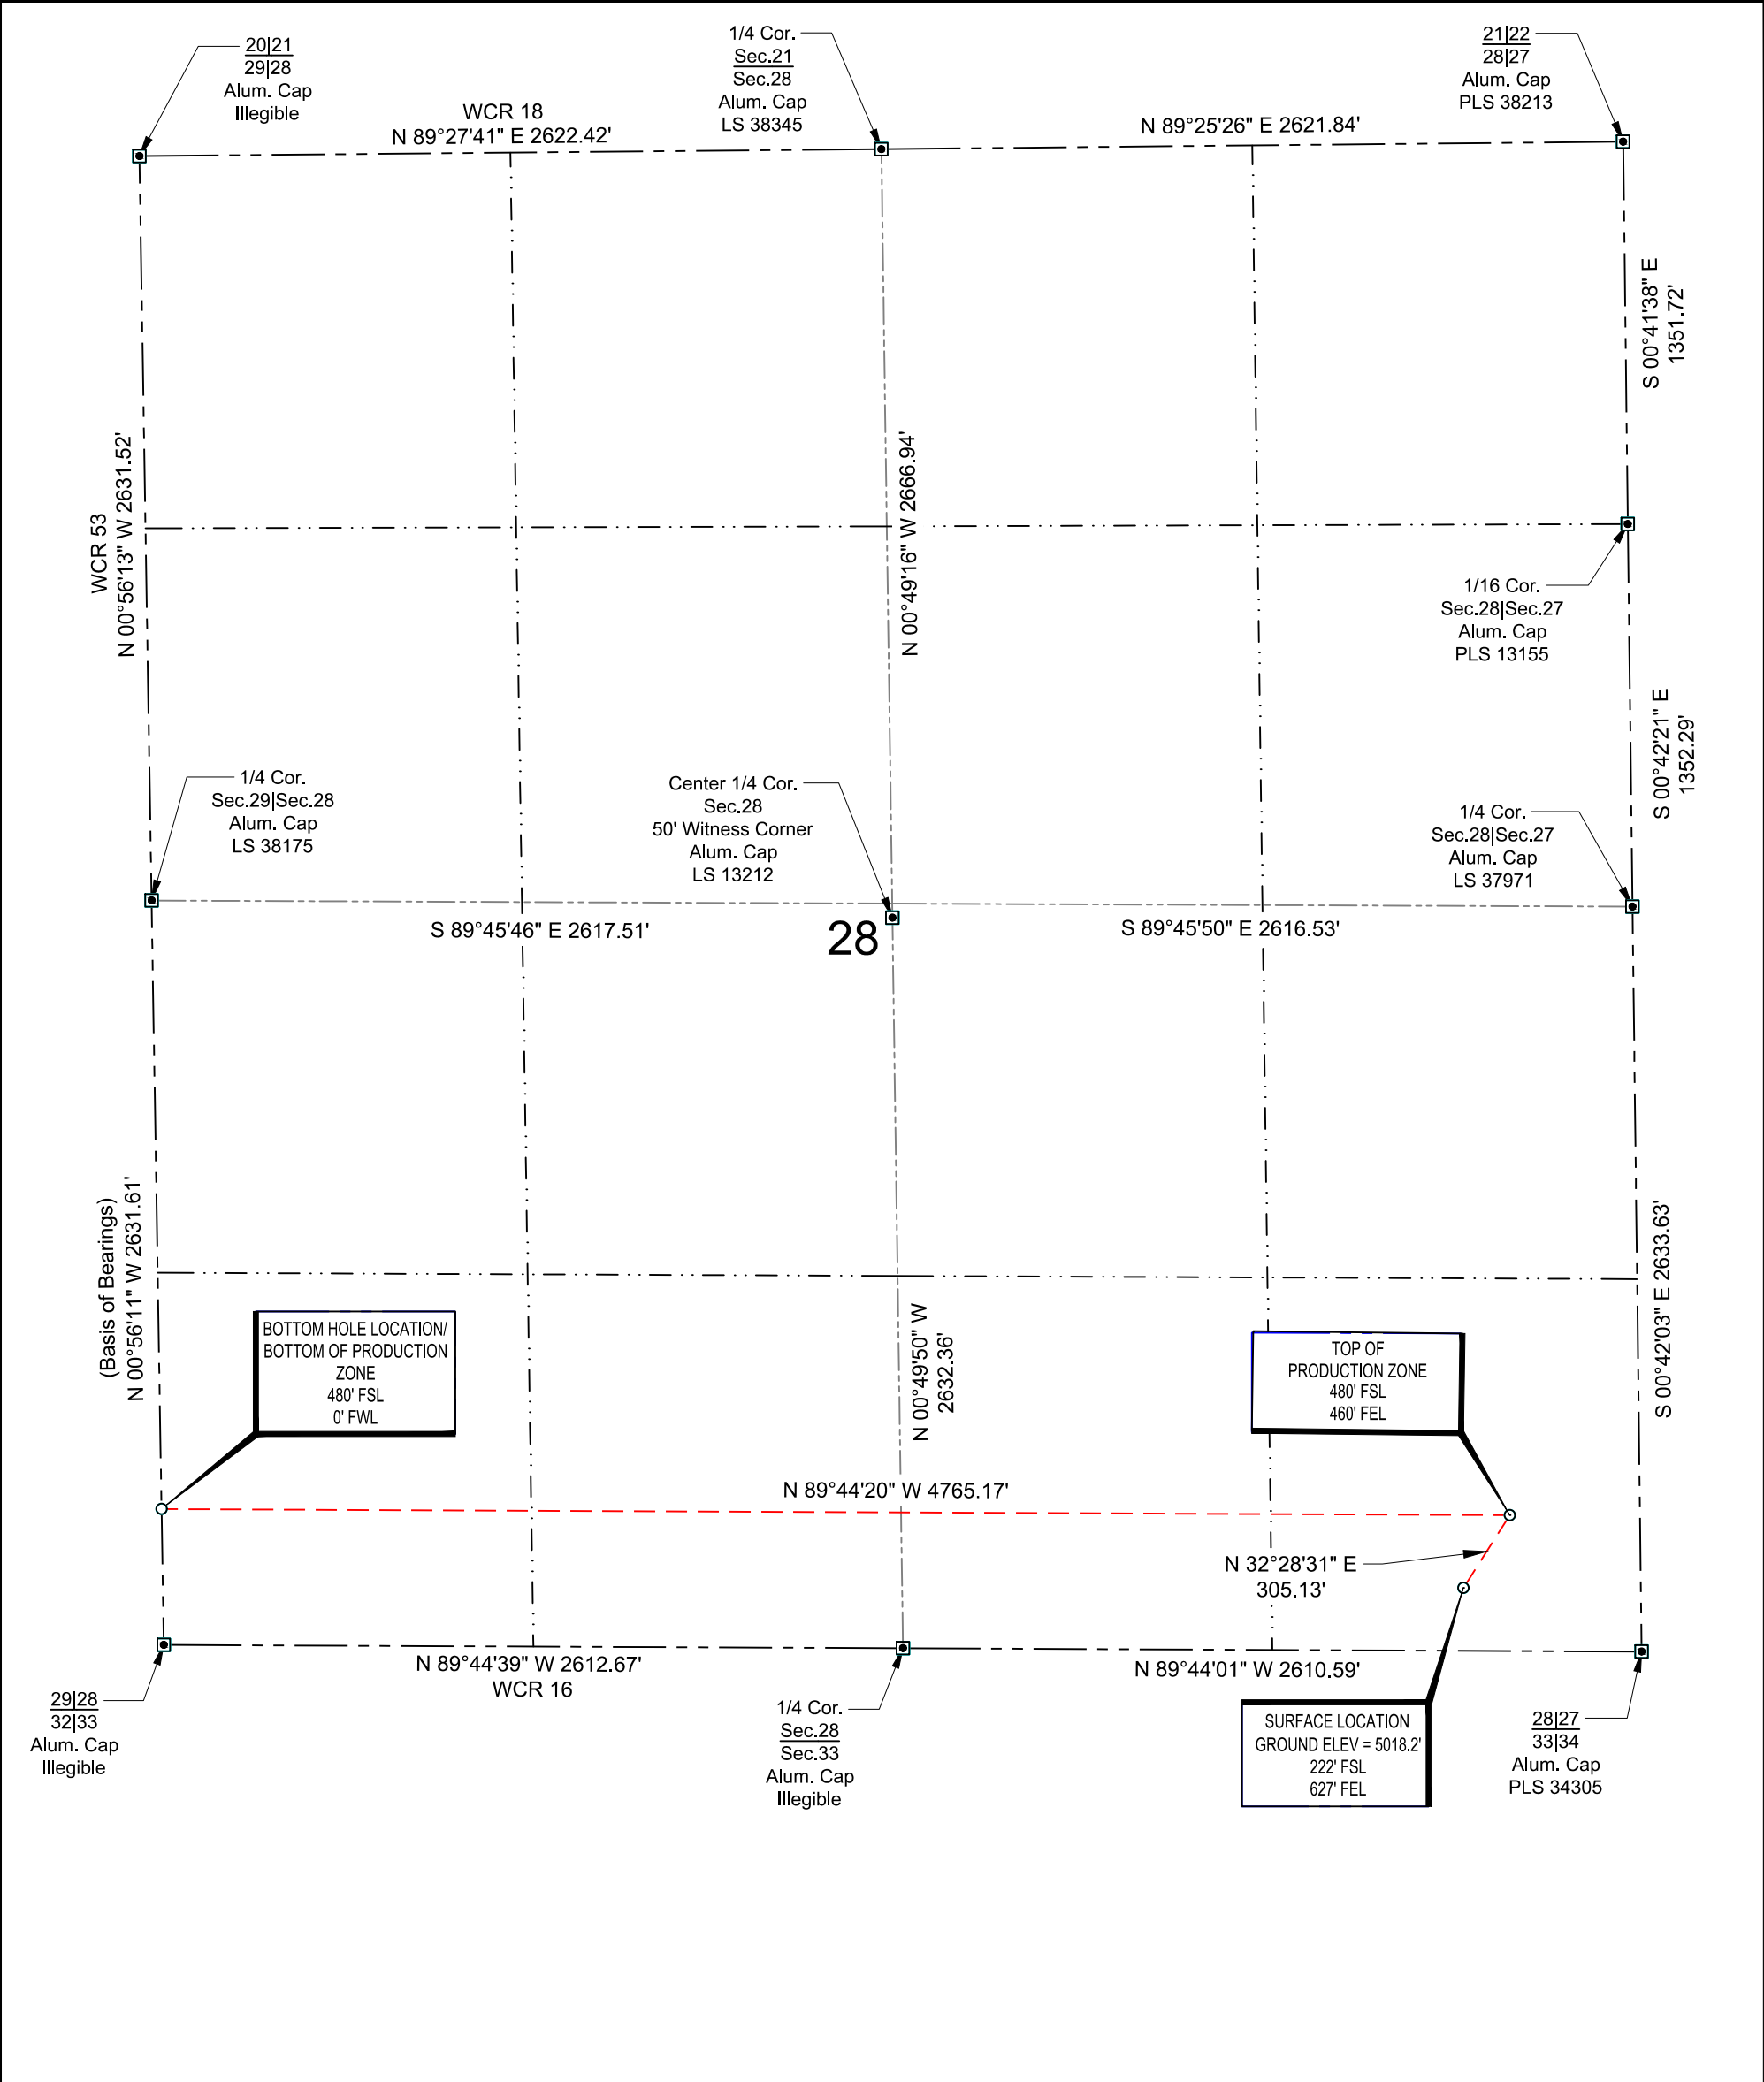 20|21
29|28
Alum. Cap
Illegible
WCR 18
N 89°27'41" E 2622.42'
1/4 Cor.
Sec.21
Sec.28
Alum. Cap
LS 38345
N 89°25'26" E 2621.84'
21|22
28|27
Alum. Cap
PLS 38213
S 00°41'38" E
1351.72'
WCR 53
N 00°56'13" W 2631.52'
N 00°49'16" W 2666.94'
1/16 Cor.
Sec.28|Sec.27
Alum. Cap
PLS 13155
S 00°42'21" E
1352.29'
1/4 Cor.
Sec.29|Sec.28
Alum. Cap
LS 38175
Center 1/4 Cor.
Sec.28
50' Witness Corner
Alum. Cap
LS 13212
1/4 Cor.
Sec.28|Sec.27
Alum. Cap
LS 37971
S 89°45'46" E 2617.51'
28
S 89°45'50" E 2616.53'
(Basis of Bearings)
N 00°56'11" W 2631.61'
BOTTOM HOLE LOCATION/
BOTTOM OF PRODUCTION
ZONE
480' FSL
0' FWL
N 00°49'50" W
2632.36'
TOP OF
PRODUCTION ZONE
480' FSL
460' FEL
S 00°42'03" E 2633.63'
N 89°44'20" W 4765.17'
N 32°28'31" E
305.13'
N 89°44'39" W 2612.67'
WCR 16
N 89°44'01" W 2610.59'
29|28
32|33
Alum. Cap
Illegible
1/4 Cor.
Sec.28
Sec.33
Alum. Cap
Illegible
SURFACE LOCATION
GROUND ELEV = 5018.2'
222' FSL
627' FEL
28|27
33|34
Alum. Cap
PLS 34305